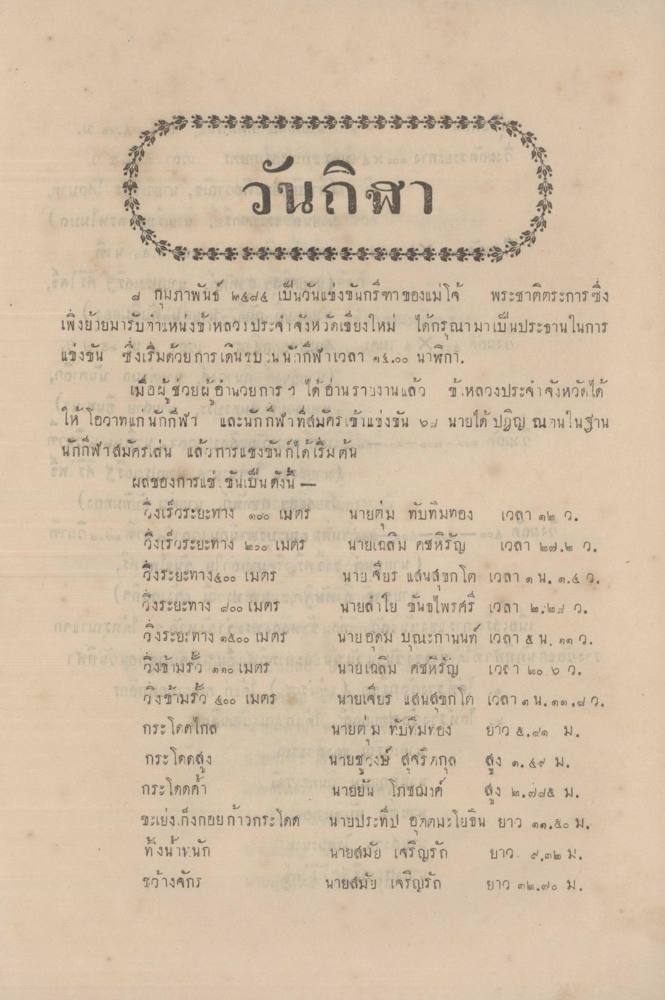 วันกีฬา
๘ กุมภาพันธ์ ๒๔๘๔ เป็นวันแข่งขันกรีฑาของแม่โจ้ พระชาติตระการซึ่ง
เพิ่งย้ายมารับตำแหน่งข้าหลวงประจำจังหวัดเชียงใหม่ ได้กรุณามาเป็นประธานในการ
แข่งขัน ซึ่งเริ่มด้วยการเดินขบวนนักกีฬาเวลา ๑๔.๐๐ นาฬิกา.
เมื่อผู้ช่วยผู้อำนวยการ ฯ ได้อ่านรายงานแล้ว ข้าหลวงประจำจังหวัดได้
ให้โอวาทแก่นักกีฬา และนักกีฬาที่สมัครเข้าแข่งขัน ๖๘ นายได้ปฏิญาณตนในฐาน
นักกีฬาสมัครเล่น แล้วการแข่งขันก็ได้เริ่มต้น
ผลของการแข่งขันเป็นดังนี้ —
วิ่งเร็วระยะทาง ๑๐๐ เมตร นายตุ่ม ทับทิมทอง เวลา ๑๒ ว.
วิ่งเร็วระยะทาง ๒๐๐ เมตร นายเฉลิม คชหิรัญ เวลา ๒๗.๒ ว.
วิ่งระยะทาง ๔๐๐ เมตร นายเจียร แสนสุขกโต เวลา ๑ น. ๑.๔ ว.
วิ่งระยะทาง ๘๐๐ เมตร นายลำใย ขันธไพรศรี เวลา ๒.๒๘ ว.
วิ่งระยะทาง ๑๕๐๐ เมตร นายอุดม บุณะกานนท์ เวลา ๕ น. ๑๑ ว.
วิ่งข้ามรั้ว ๑๑๐ เมตร นายเฉลิม คชหิรัญ เวลา ๒๐.๖ ว.
วิ่งข้ามรั้ว ๔๐๐ เมตร นายเจียร แสนสุขกโต เวลา ๑ น. ๑๑.๘ ว.
กระโดดไกล นายตุ่ม ทับทิมทอง ยาว ๕.๘๑ ม.
กระโดดสูง นายชูวงษ์ สุจริตกุล สูง ๑.๔๙ ม.
กระโดดค้ำ นายยัน โภชฌงค์ สูง ๒.๗๘๕ ม.
ขะเย่งเก็งกอยก้าวกระโดด นายประทีป อุตตมะโยธิน ยาว ๑๑.๕๐ ม.
ทิ้งน้ำหนัก นายสมัย เจริญรัถ ยาว ๙.๓๒ ม.
ขว้างจักร นายสมัย เจริญรัถ ยาว ๓๒.๗๐ ม.